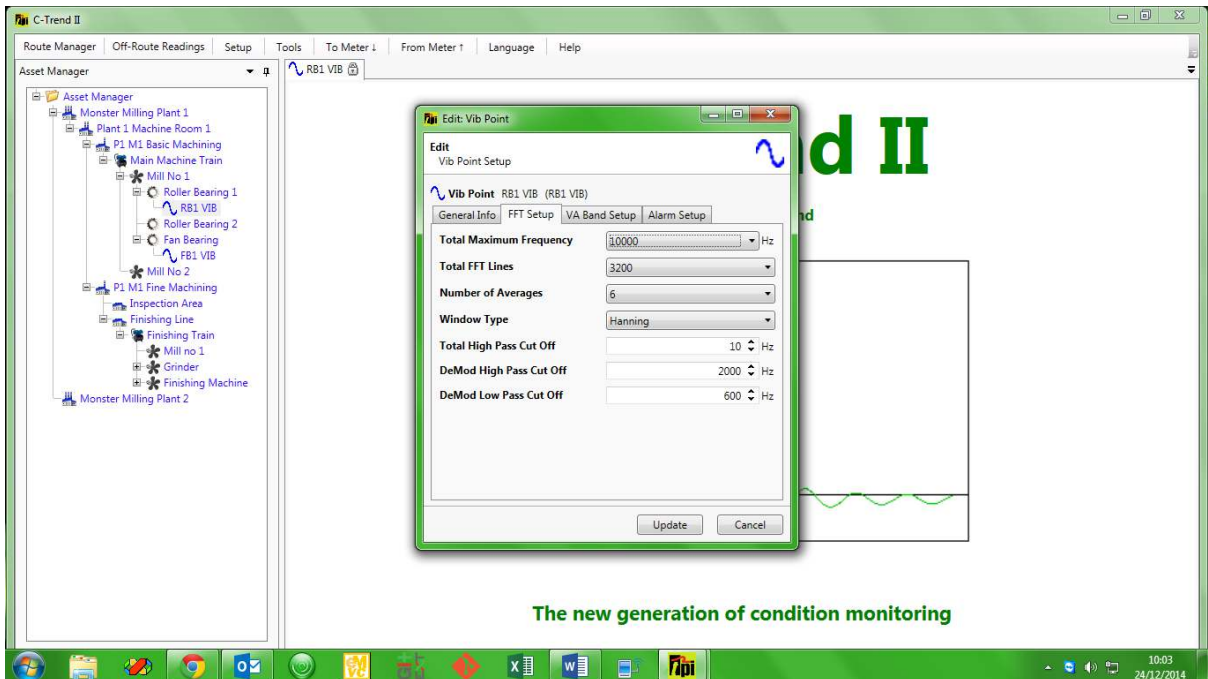 C-Trend II
Route Manager Off-Route Readings Setup Tools To Meter ↓ From Meter ↑ Language Help
Asset Manager
RB1 VIB
Asset Manager
Monster Milling Plant 1
Plant 1 Machine Room 1
P1 M1 Basic Machining
Main Machine Train
Mill No 1
Roller Bearing 1
RB1 VIB
Roller Bearing 2
Fan Bearing
FB1 VIB
Mill No 2
P1 M1 Fine Machining
Inspection Area
Finishing Line
Finishing Train
Mill no 1
Grinder
Finishing Machine
Monster Milling Plant 2
d II
nd
Edit: Vib Point
Edit
Vib Point Setup
Vib Point RB1 VIB (RB1 VIB)
General Info FFT Setup VA Band Setup Alarm Setup
Total Maximum Frequency 10000 Hz
Total FFT Lines 3200
Number of Averages 6
Window Type Hanning
Total High Pass Cut Off 10 Hz
DeMod High Pass Cut Off 2000 Hz
DeMod Low Pass Cut Off 600 Hz
Update Cancel
The new generation of condition monitoring
tpi
10:03
24/12/2014